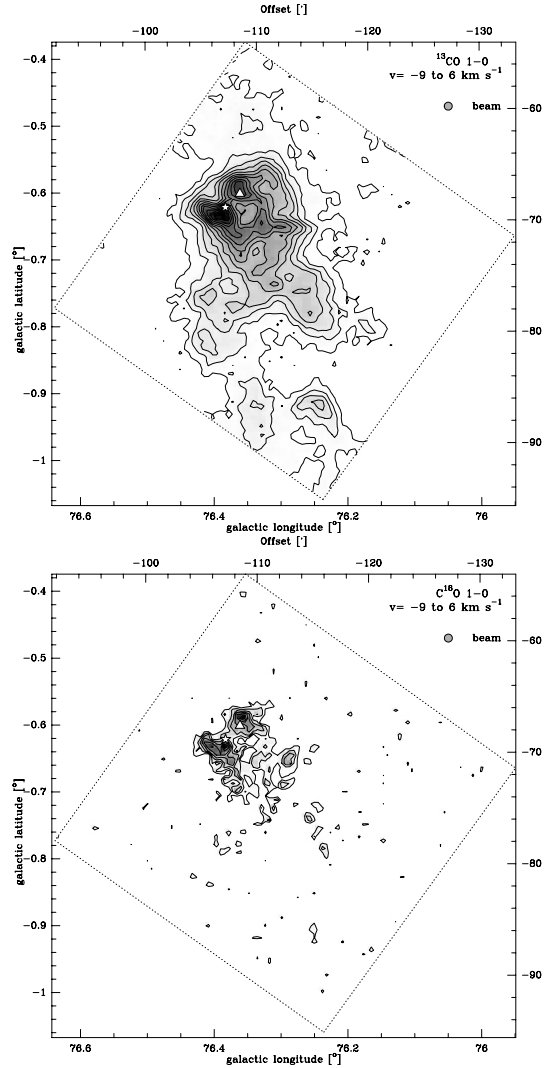 Offset [']
-100 -110 -120 -130
¹³CO 1-0
v= -9 to 6 km s⁻¹
beam
-0.4
-0.5
-0.6
-0.7
-0.8
-0.9
-1
galactic latitude [°]
-60
-70
-80
-90
76.6 76.4 76.2 76
galactic longitude [°]
Offset [']
-100 -110 -120 -130
C¹⁸O 1-0
v= -9 to 6 km s⁻¹
beam
-0.4
-0.5
-0.6
-0.7
-0.8
-0.9
-1
galactic latitude [°]
-60
-70
-80
-90
76.6 76.4 76.2 76
galactic longitude [°]